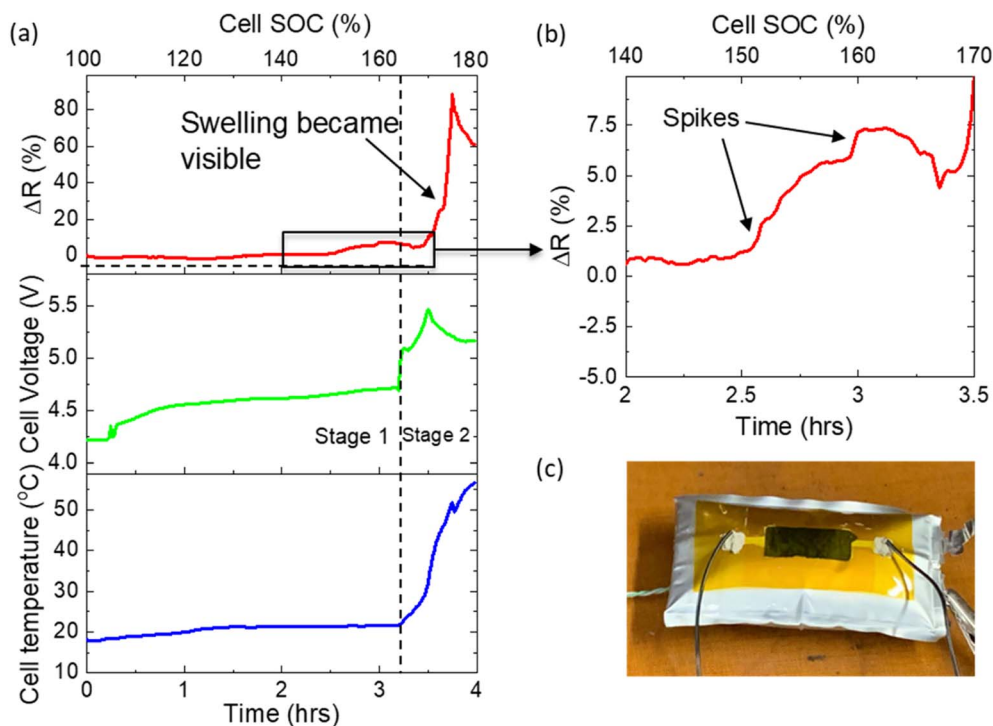 (a)
Cell SOC (%)
100 120 140 160 180
ΔR (%)
80
60
40
20
0
Swelling became
visible
Cell Voltage (V)
5.5
5.0
4.5
4.0
Stage 1 Stage 2
Cell temperature (°C)
50
40
30
20
10
0 1 2 3 4
Time (hrs)
(b)
Cell SOC (%)
140 150 160 170
ΔR (%)
7.5
5.0
2.5
0.0
-2.5
-5.0
Spikes
2 2.5 3 3.5
Time (hrs)
(c)